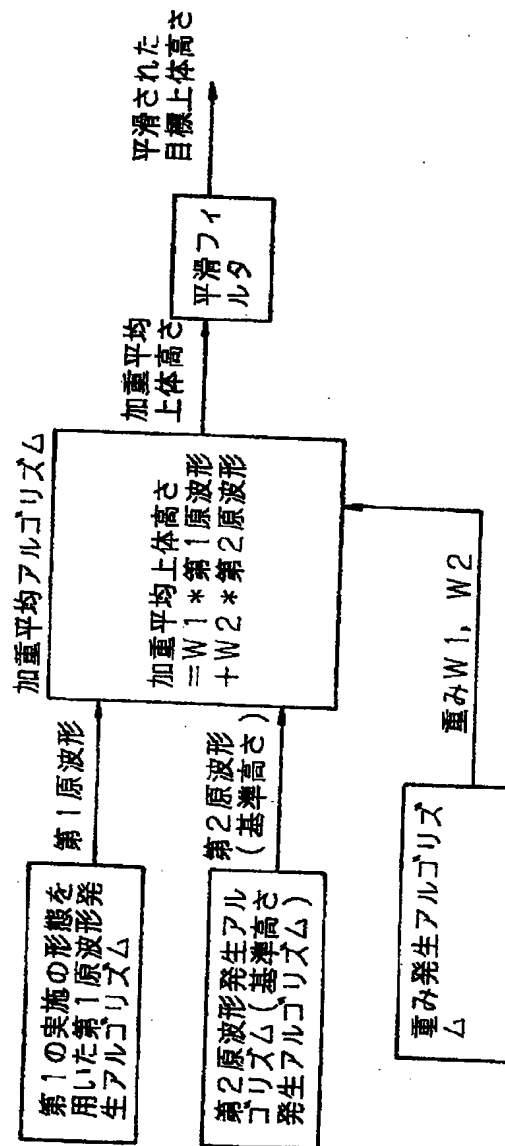 第１の実施の形態を
用いた第１原波形発
生アルゴリズム
第１原波形
第２原波形発生アル
ゴリズム(基準高さ
発生アルゴリズム)
第２原波形
(基準高さ)
重み発生アルゴリズ
ム
重みＷ１，Ｗ２
加重平均アルゴリズム
加重平均上体高さ
＝Ｗ１*第１原波形
＋Ｗ２*第２原波形
加重平均
上体高さ
平滑フィ
ルタ
平滑された
目標上体高さ